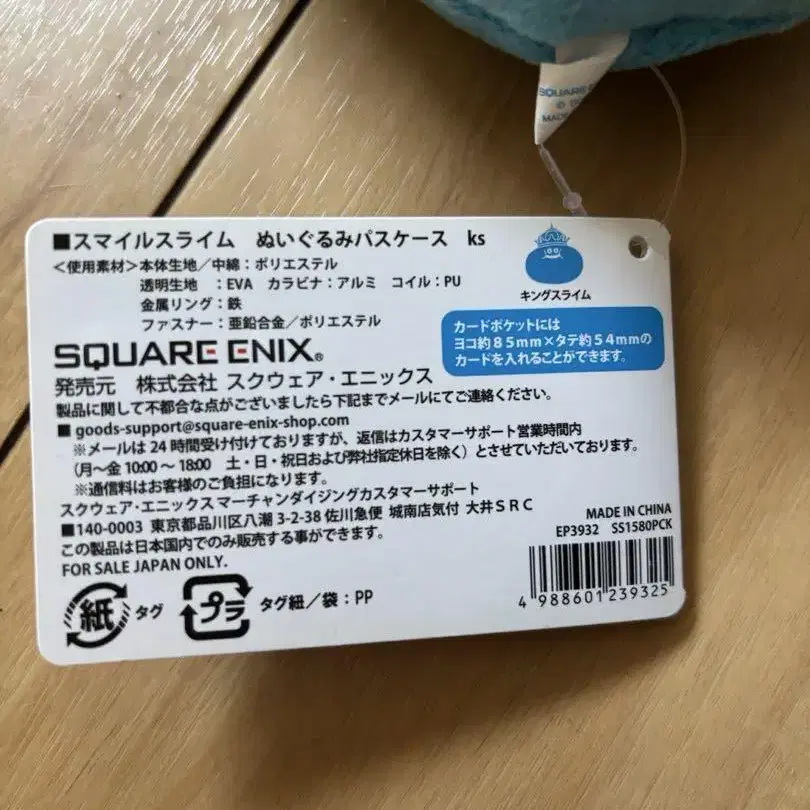 SQUARE E
MADE
■スマイルスライム ぬいぐるみパスケース ks
＜使用素材＞本体生地／中綿：ポリエステル
透明生地 ：EVA カラビナ：アルミ コイル：PU
金属リング：鉄
ファスナー：亜鉛合金／ポリエステル
キングスライム
カードポケットには
ヨコ約８５mm×タテ約５４mmの
カードを入れることができます。
SQUARE ENIX®
発売元 株式会社 スクウェア・エニックス
製品に関して不都合な点がございましたら下記までメールにてご連絡ください。
■ goods-support@square-enix-shop.com
※メールは 24 時間受け付けておりますが、返信はカスタマーサポート営業時間内
（月～金 10:00 ～ 18:00 土・日・祝日および弊社指定休日を除く）とさせていただいております。
※通信料はお客様のご負担になります。
スクウェア・エニックス マーチャンダイジングカスタマーサポート
■140-0003 東京都品川区八潮 3-2-38 佐川急便 城南店気付 大井ＳＲＣ
この製品は日本国内でのみ販売する事ができます。
FOR SALE JAPAN ONLY.
MADE IN CHINA
EP3932 SS1580PCK
4 988601 239325
紙 タグ プラ タグ紐／袋：PP